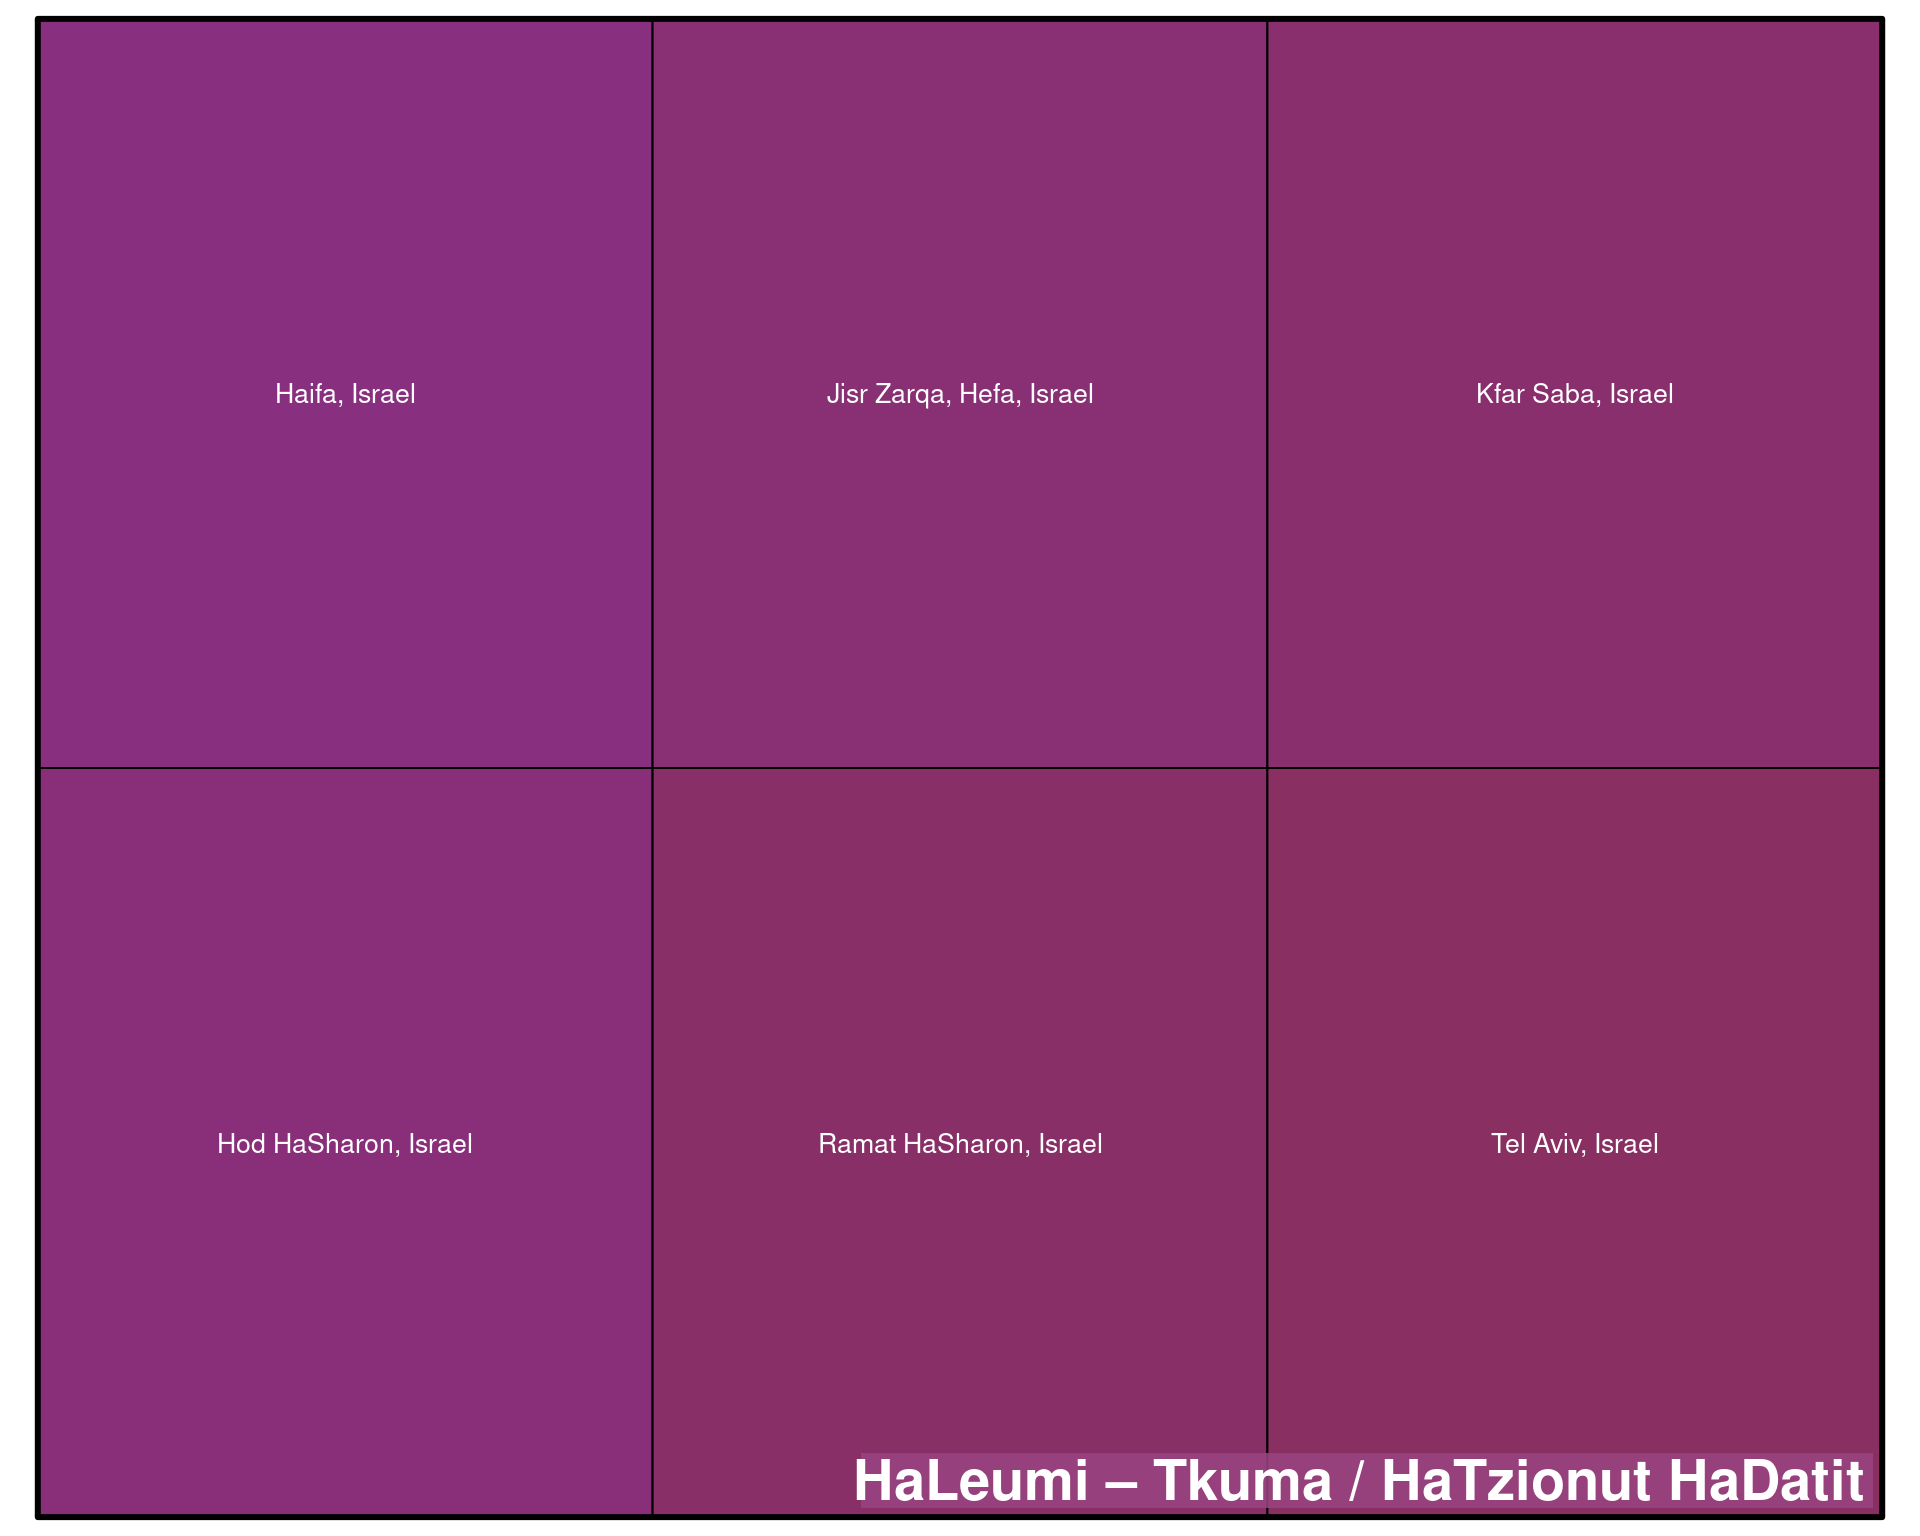 Haifa, Israel
Jisr Zarqa, Hefa, Israel
Kfar Saba, Israel
Hod HaSharon, Israel
Ramat HaSharon, Israel
Tel Aviv, Israel
HaLeumi – Tkuma / HaTzionut HaDatit